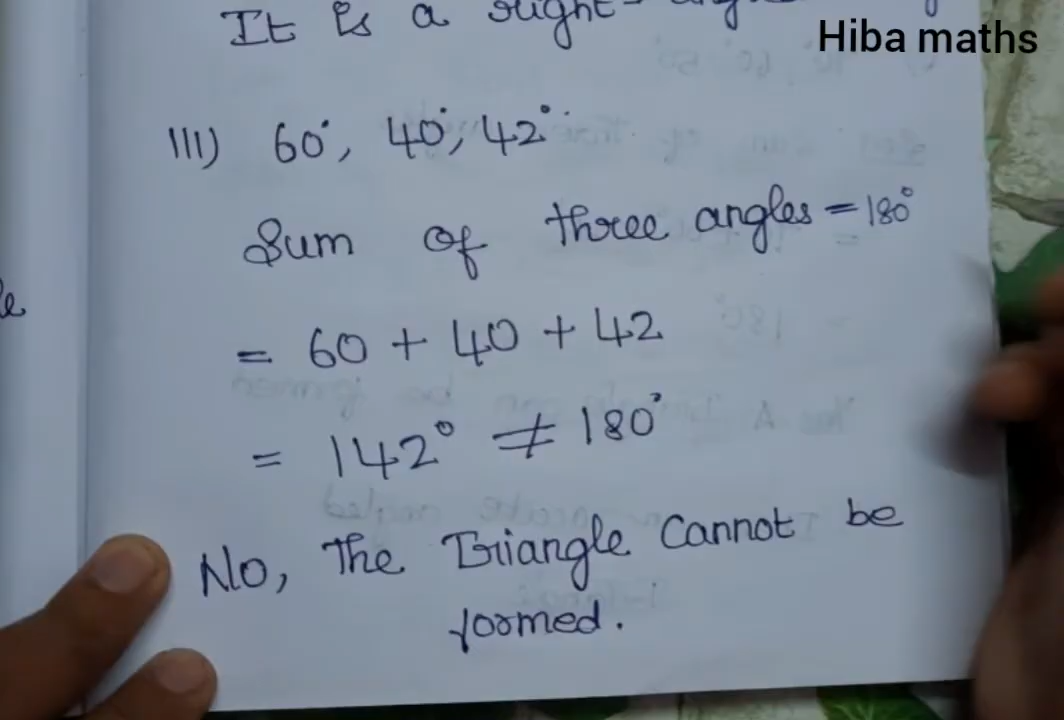 It is a right-
Hiba maths
III) 60°, 40°, 42°
Sum of three angles = 180°
= 60 + 40 + 42
= 142° ≠ 180°
No, The Triangle Cannot be
formed.